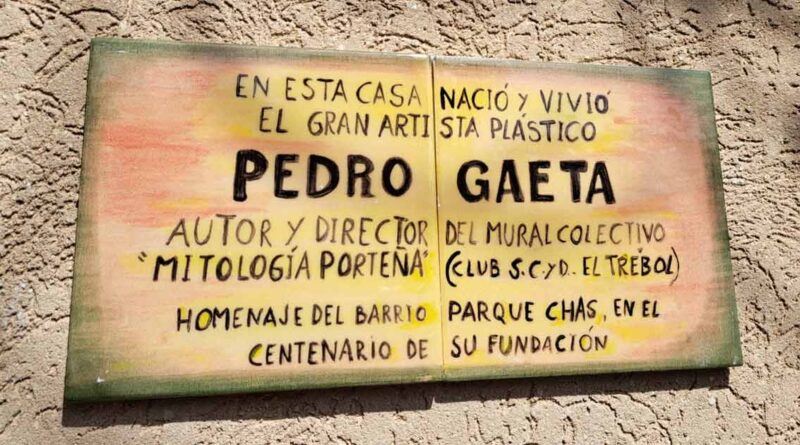 EN ESTA CASA NACIÓ Y VIVIÓ
EL GRAN ARTISTA PLÁSTICO
PEDRO GAETA
AUTOR Y DIRECTOR DEL MURAL COLECTIVO
"MITOLOGÍA PORTEÑA" (CLUB S.C.yD. EL TRÉBOL)
HOMENAJE DEL BARRIO PARQUE CHAS, EN EL
CENTENARIO DE SU FUNDACIÓN